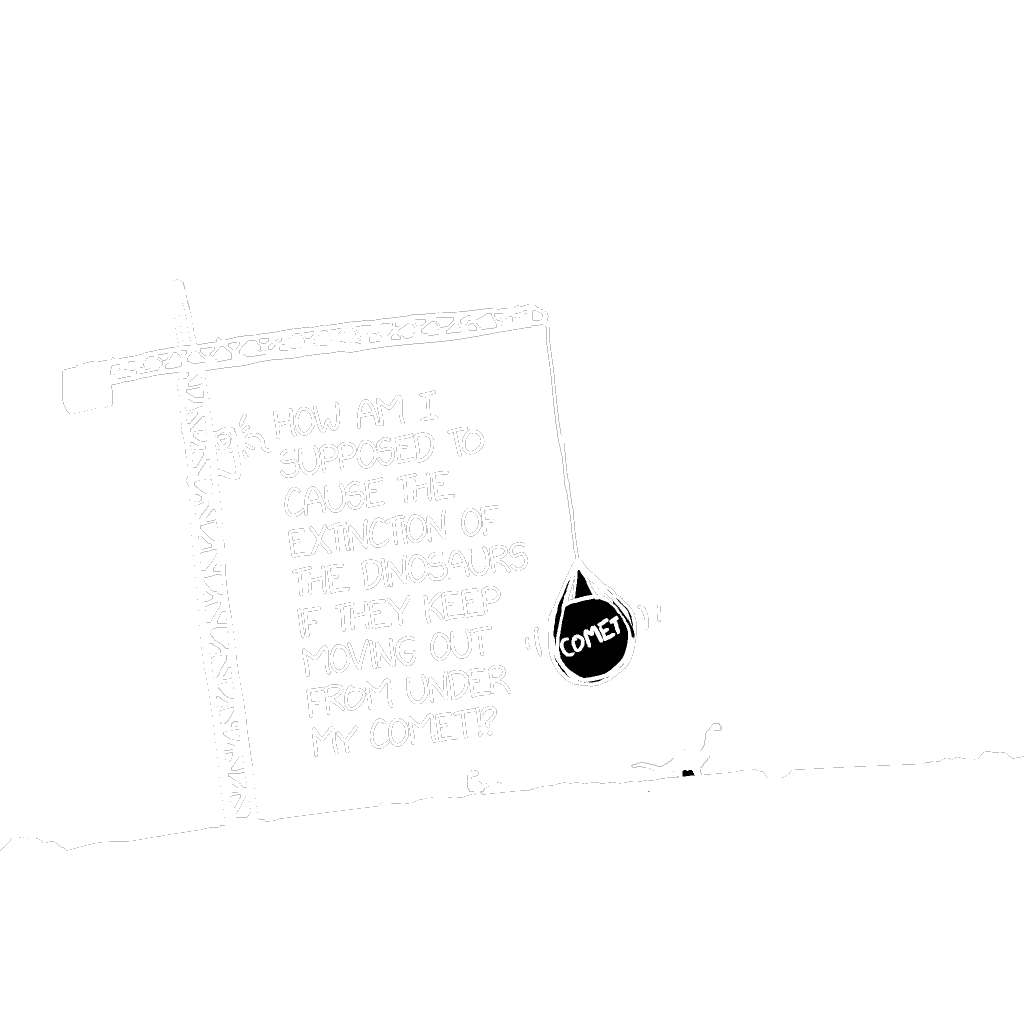 HOW AM I
SUPPOSED TO
CAUSE THE
EXTINCTION OF
THE DINOSAURS
IF THEY KEEP
MOVING OUT
FROM UNDER
MY COMET!?
COMET